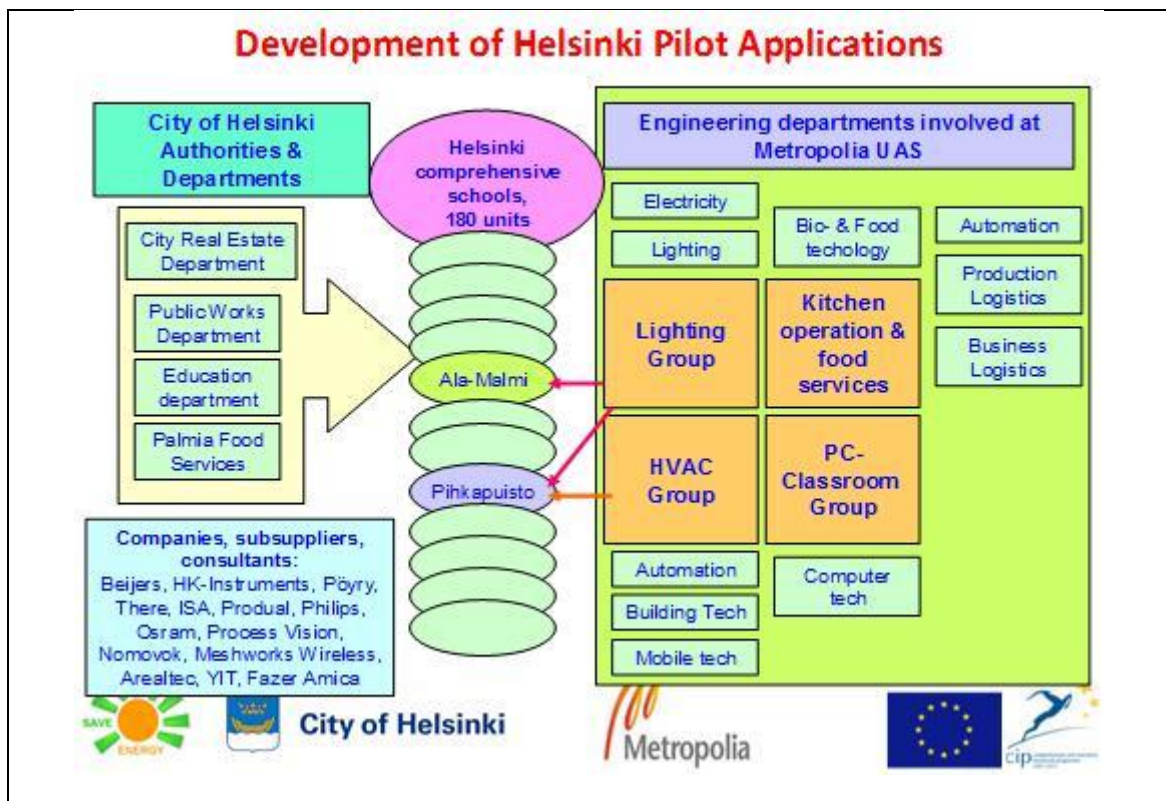 Development of Helsinki Pilot Applications
City of Helsinki
Authorities &
Departments
City Real Estate
Department
Public Works
Department
Education
department
Palmia Food
Services
Companies, subsuppliers,
consultants:
Beijers, HK-Instruments, Pöyry,
There, ISA, Produal, Philips,
Osram, Process Vision,
Nomovok, Meshworks Wireless,
Arealtec, YIT, Fazer Amica
Helsinki
comprehensive
schools,
180 units
Ala-Malmi
Pihkapuisto
Engineering departments involved at
Metropolia UAS
Electricity
Lighting
Bio- & Food
techology
Automation
Production
Logistics
Business
Logistics
Lighting
Group
Kitchen
operation &
food
services
HVAC
Group
PC-
Classroom
Group
Automation
Building Tech
Mobile tech
Computer
tech
SAVE
ENERGY
City of Helsinki
Metropolia
cip